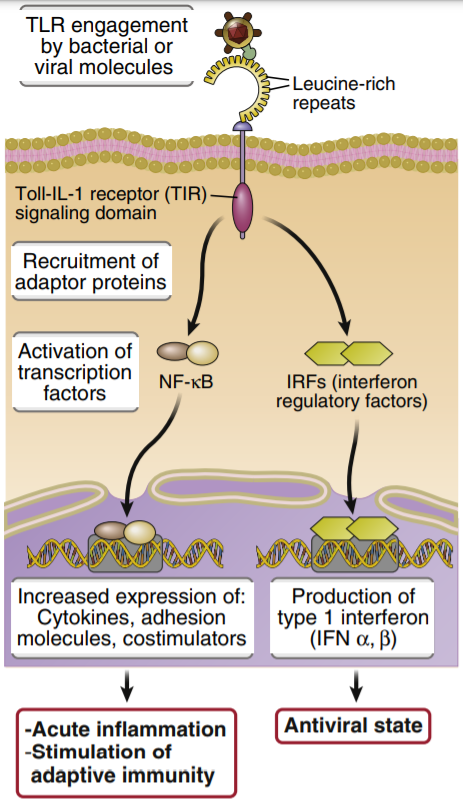 TLR engagement
by bacterial or
viral molecules
Leucine-rich
repeats
Toll-IL-1 receptor (TIR)
signaling domain
Recruitment of
adaptor proteins
Activation of
transcription
factors
NF-κB
IRFs (interferon
regulatory factors)
Increased expression of:
Cytokines, adhesion
molecules, costimulators
Production of
type 1 interferon
(IFN α, β)
-Acute inflammation
-Stimulation of
adaptive immunity
Antiviral state